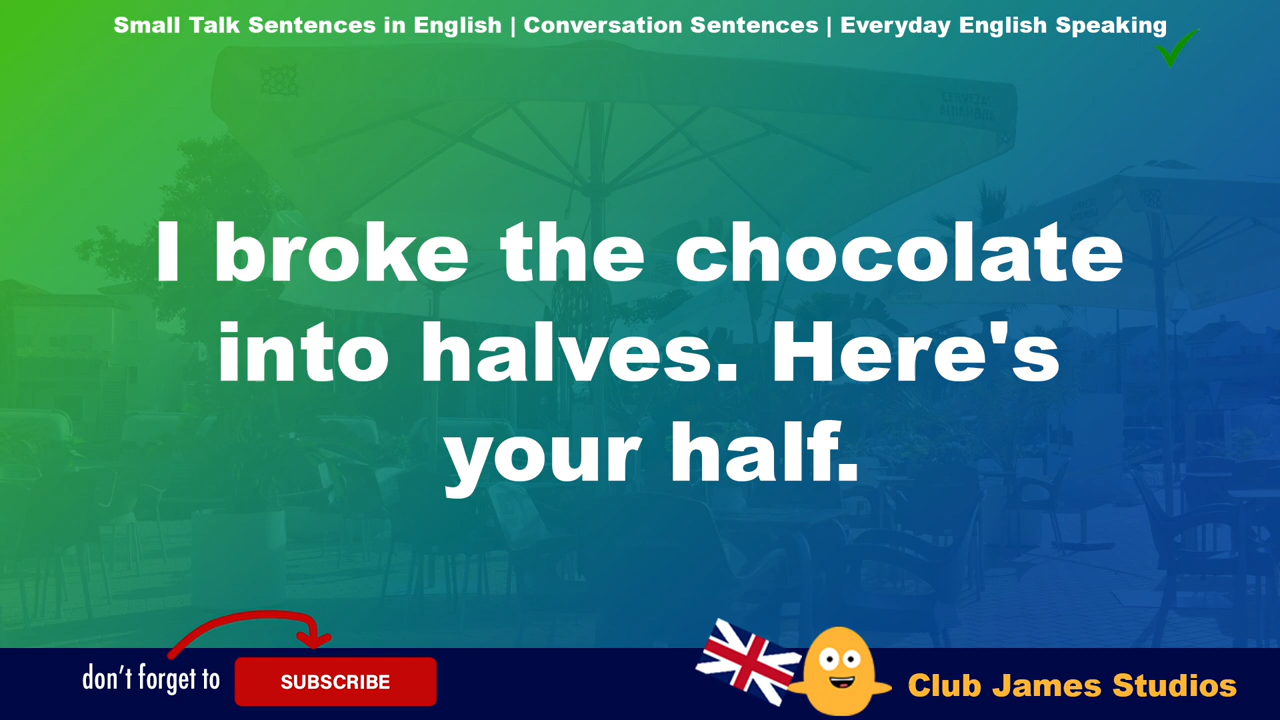 Small Talk Sentences in English | Conversation Sentences | Everyday English Speaking
I broke the chocolate
into halves. Here's
your half.
don't forget to
SUBSCRIBE
Club James Studios